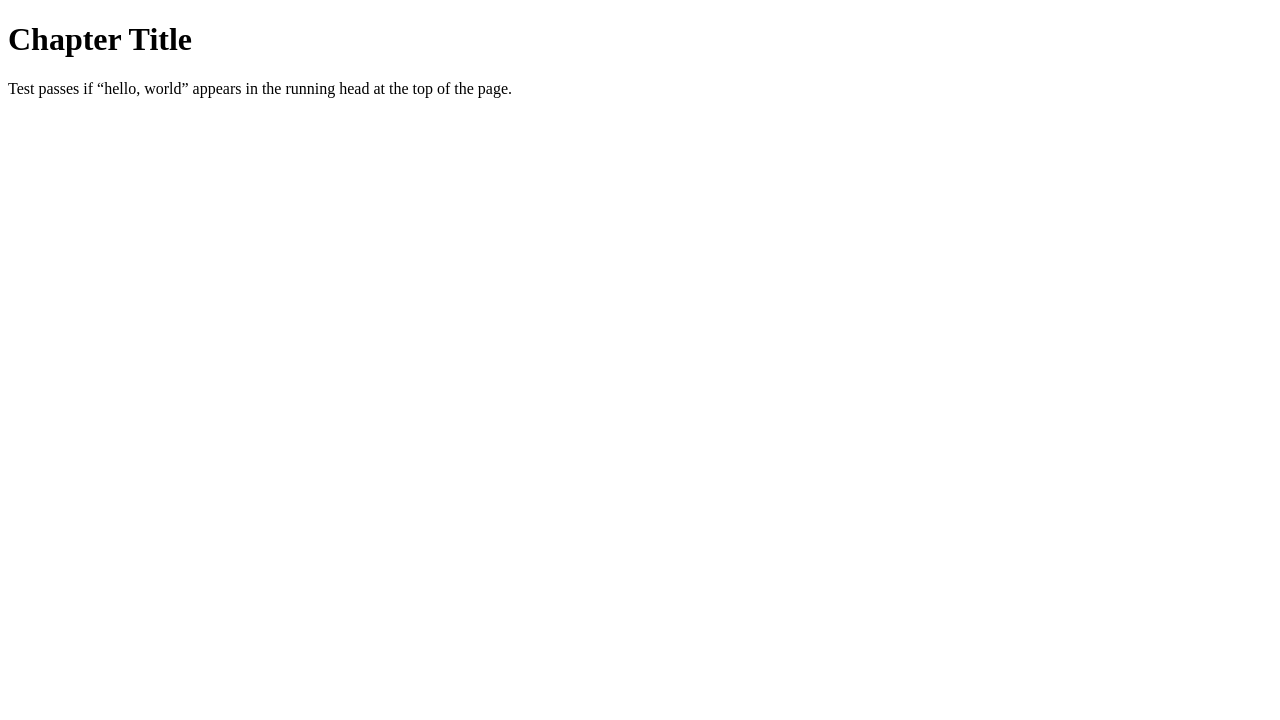 Chapter Title
Test passes if “hello, world” appears in the running head at the top of the page.